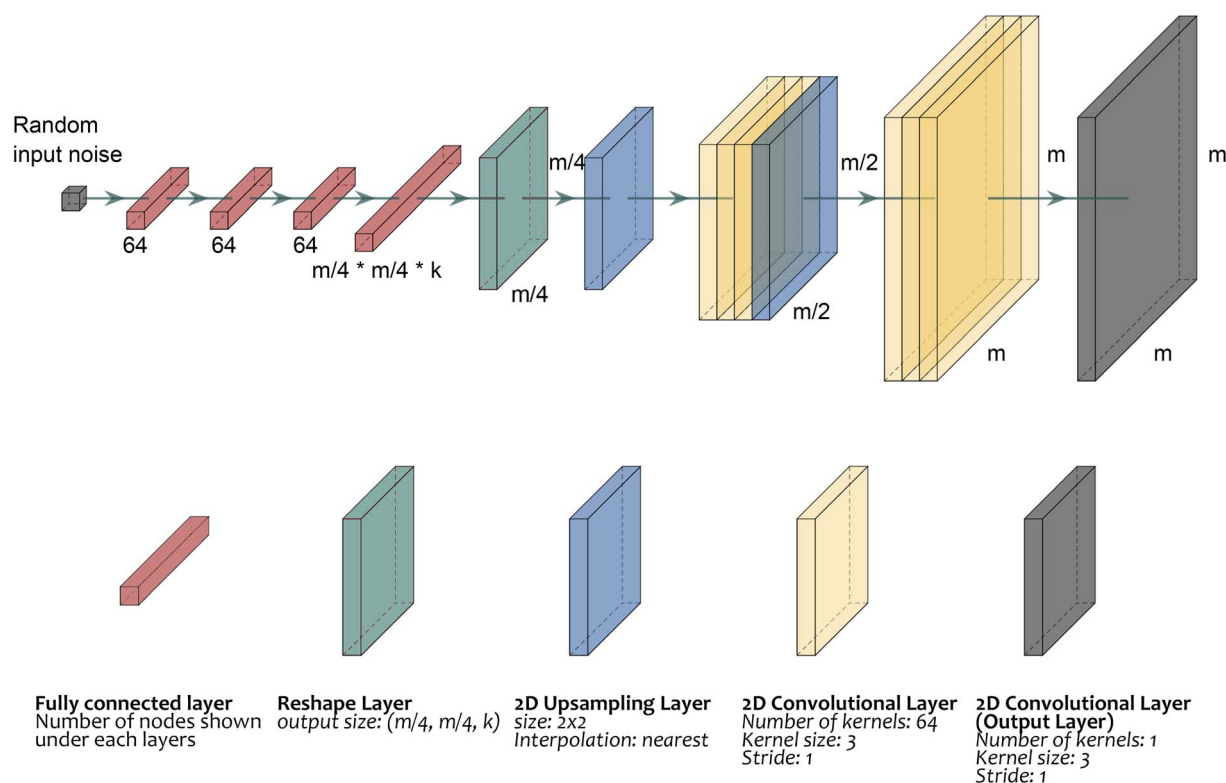 Random
input noise
64
64
64
m/4 * m/4 * k
m/4
m/4
m/2
m/2
m
m
m
m
Fully connected layer
Number of nodes shown
under each layers
Reshape Layer
output size: (m/4, m/4, k)
2D Upsampling Layer
size: 2x2
Interpolation: nearest
2D Convolutional Layer
Number of kernels: 64
Kernel size: 3
Stride: 1
2D Convolutional Layer
(Output Layer)
Number of kernels: 1
Kernel size: 3
Stride: 1